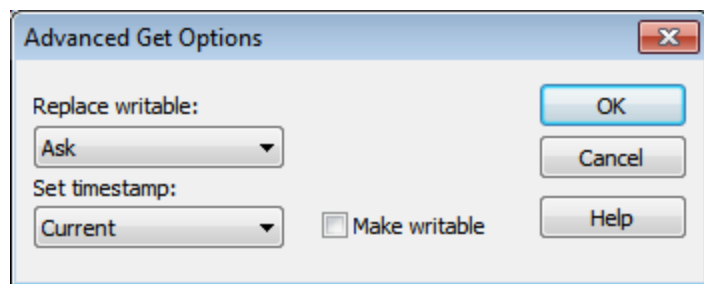 Advanced Get Options
Replace writable:
OK
Ask
Cancel
Set timestamp:
Current
Make writable
Help